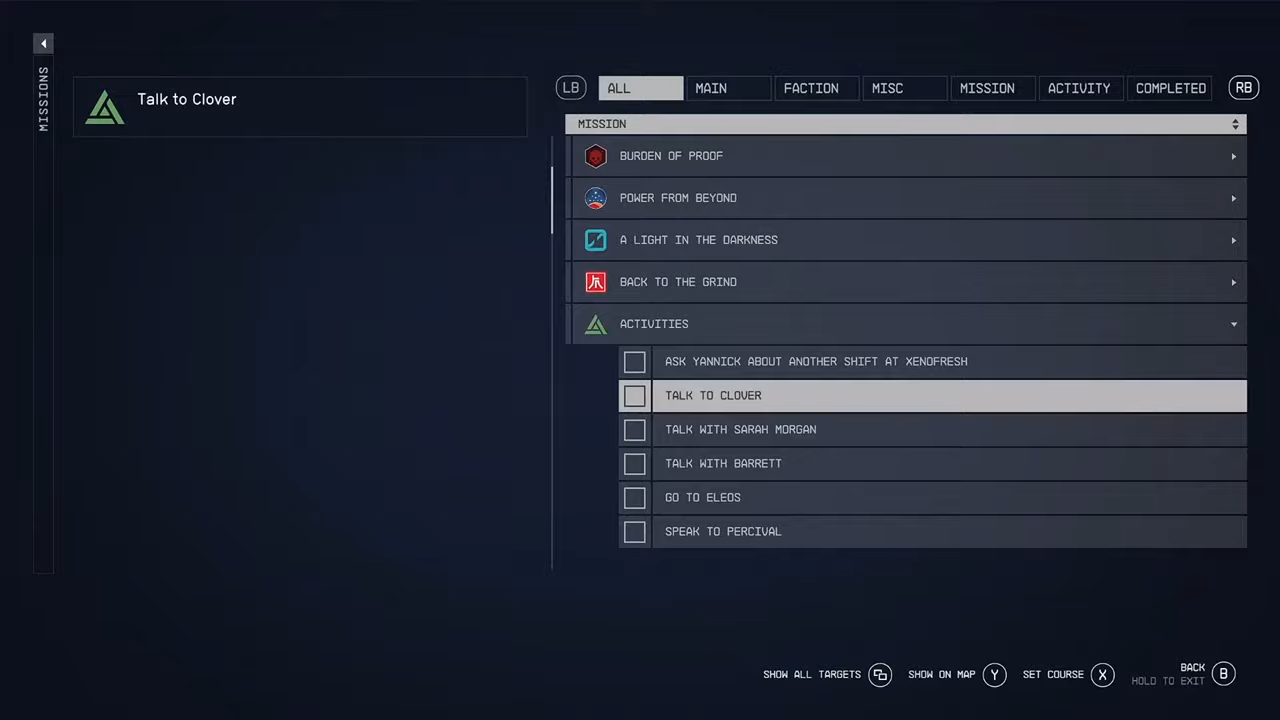 MISSIONS
Talk to Clover
LB
ALL
MAIN
FACTION
MISC
MISSION
ACTIVITY
COMPLETED
RB
MISSION
BURDEN OF PROOF
POWER FROM BEYOND
A LIGHT IN THE DARKNESS
BACK TO THE GRIND
ACTIVITIES
ASK YANNICK ABOUT ANOTHER SHIFT AT XENOFRESH
TALK TO CLOVER
TALK WITH SARAH MORGAN
TALK WITH BARRETT
GO TO ELEOS
SPEAK TO PERCIVAL
SHOW ALL TARGETS
SHOW ON MAP Y
SET COURSE X
BACK B
HOLD TO EXIT